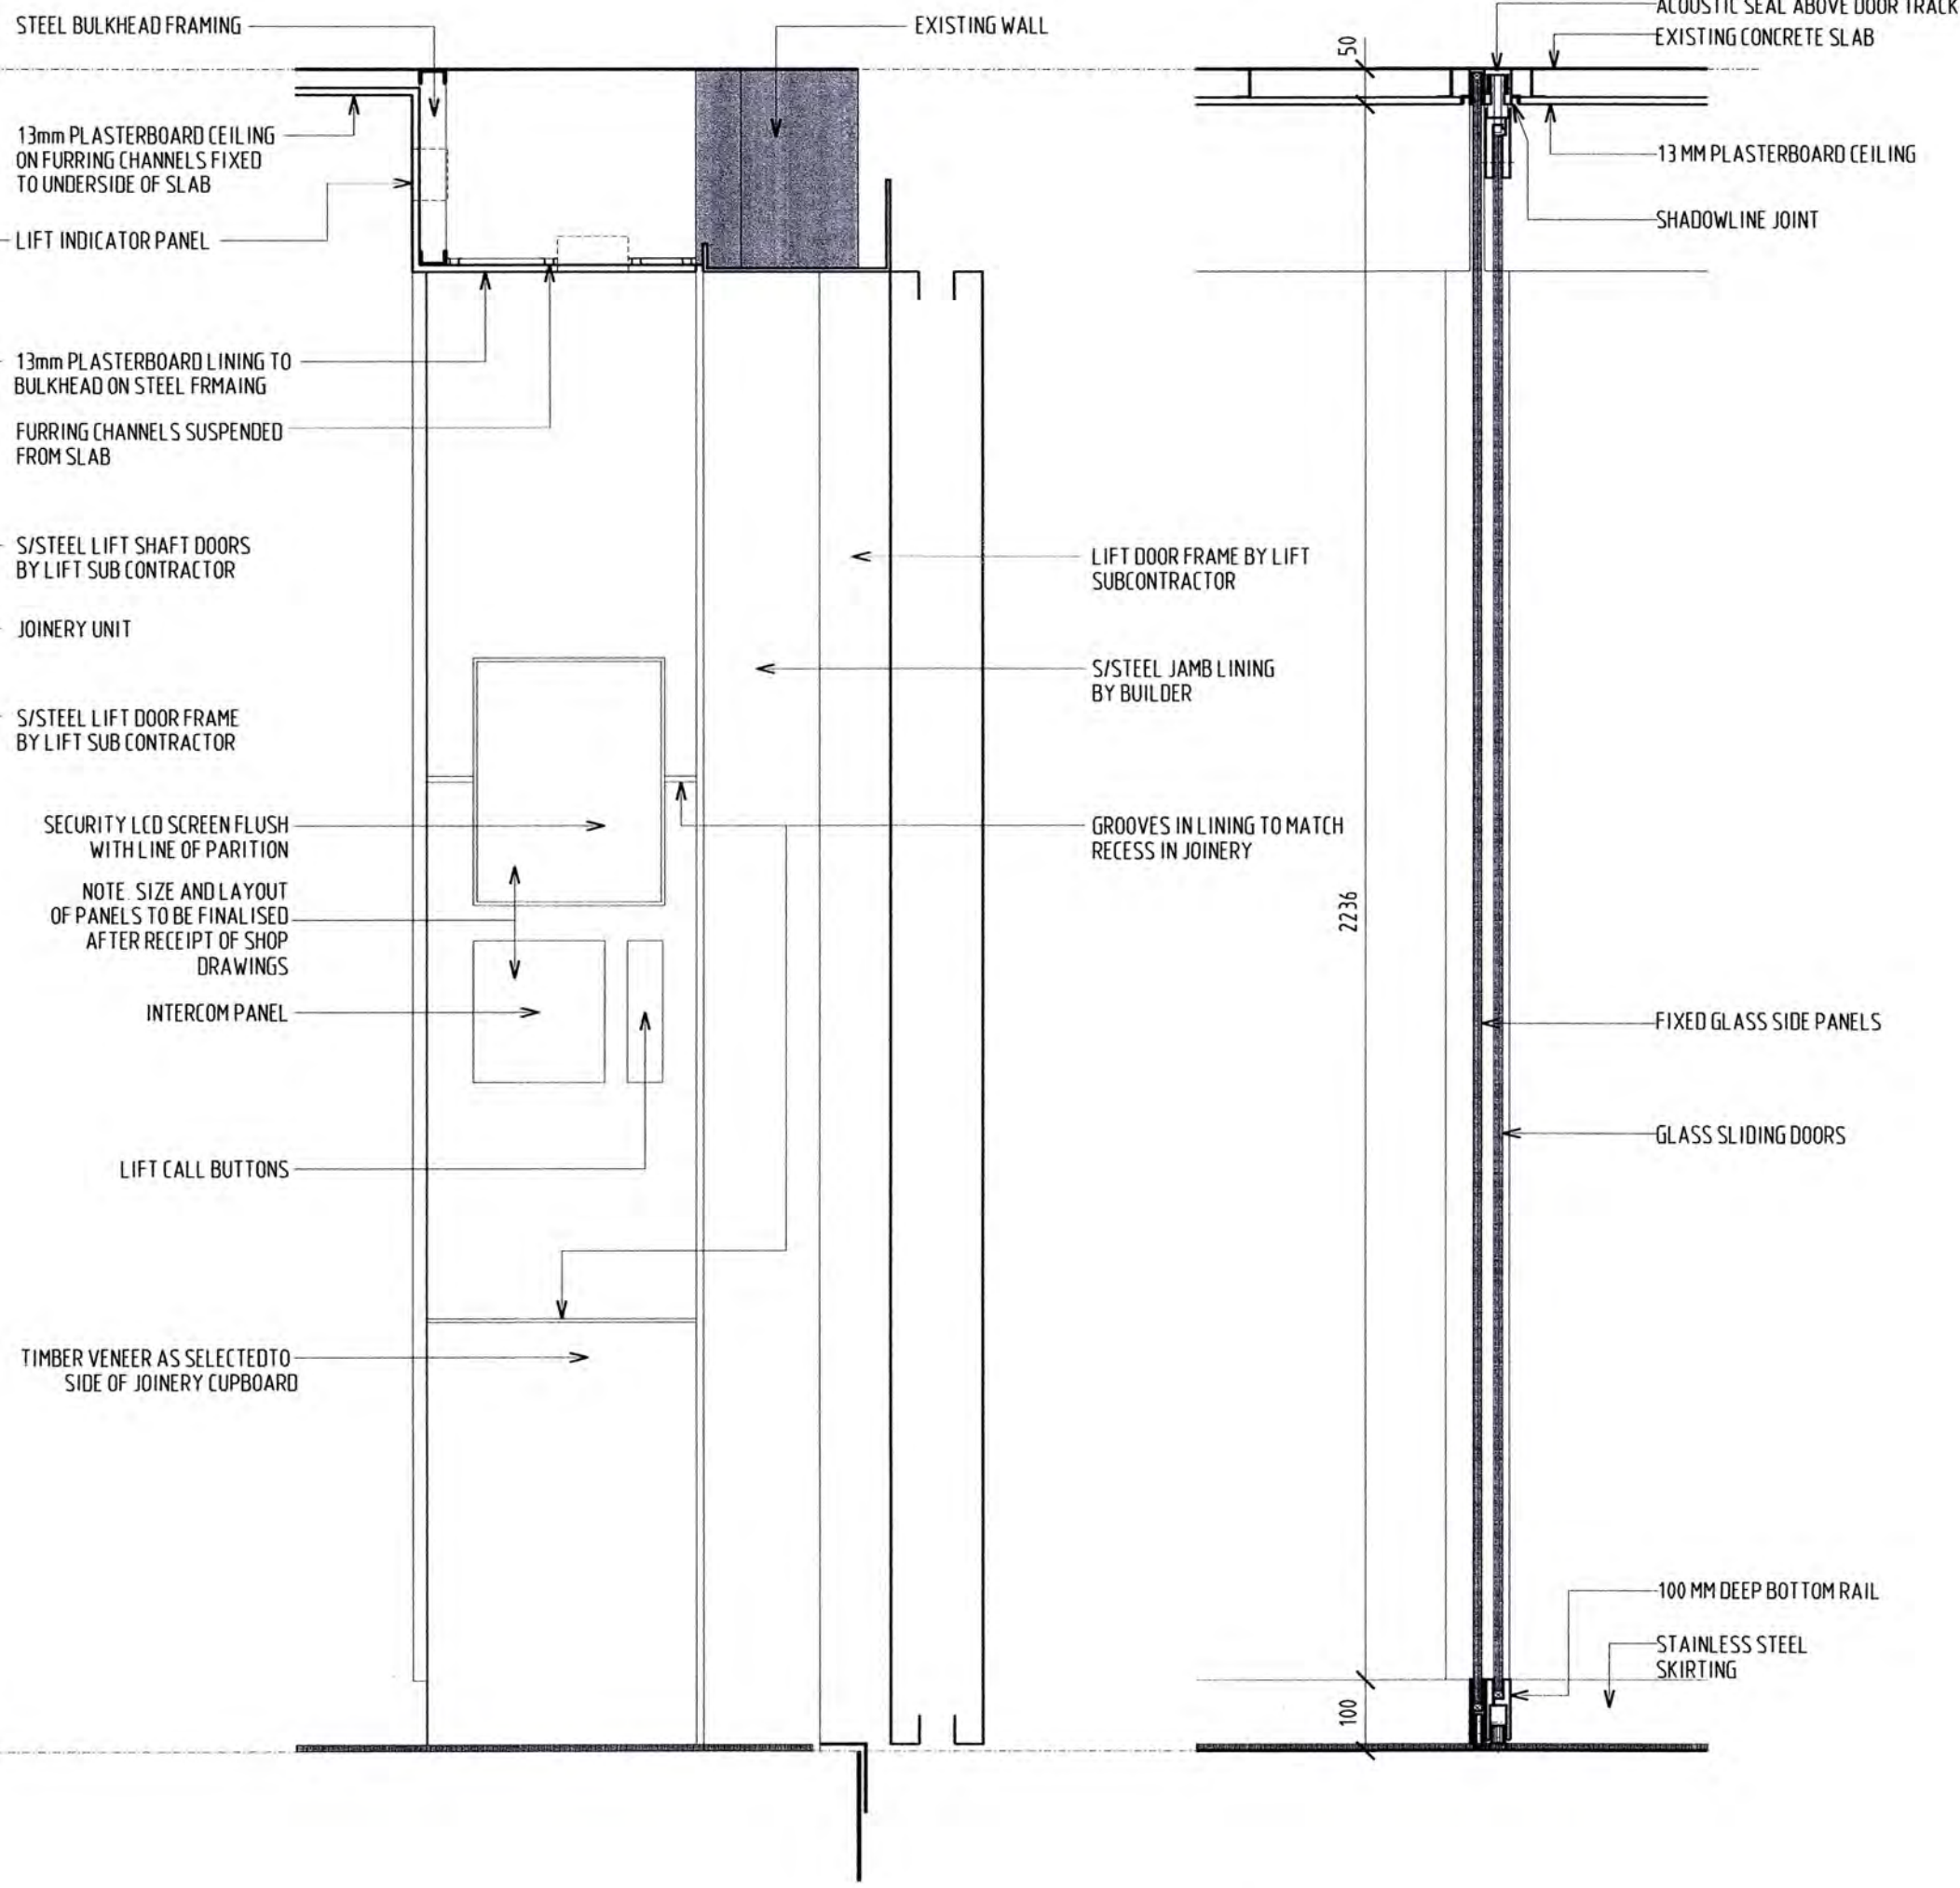 STEEL BULKHEAD FRAMING
13mm PLASTERBOARD CEILING
ON FURRING CHANNELS FIXED
TO UNDERSIDE OF SLAB
LIFT INDICATOR PANEL
13mm PLASTERBOARD LINING TO
BULKHEAD ON STEEL FRMAING
FURRING CHANNELS SUSPENDED
FROM SLAB
S/STEEL LIFT SHAFT DOORS
BY LIFT SUB CONTRACTOR
JOINERY UNIT
S/STEEL LIFT DOOR FRAME
BY LIFT SUB CONTRACTOR
SECURITY LCD SCREEN FLUSH
WITH LINE OF PARITION
NOTE. SIZE AND LAYOUT
OF PANELS TO BE FINALISED
AFTER RECEIPT OF SHOP
DRAWINGS
INTERCOM PANEL
LIFT CALL BUTTONS
TIMBER VENEER AS SELECTEDTO
SIDE OF JOINERY CUPBOARD
EXISTING WALL
LIFT DOOR FRAME BY LIFT
SUBCONTRACTOR
S/STEEL JAMB LINING
BY BUILDER
GROOVES IN LINING TO MATCH
RECESS IN JOINERY
50
2236
100
ACOUSTIC SEAL ABOVE DOOR TRACK
EXISTING CONCRETE SLAB
13 MM PLASTERBOARD CEILING
SHADOWLINE JOINT
FIXED GLASS SIDE PANELS
GLASS SLIDING DOORS
100 MM DEEP BOTTOM RAIL
STAINLESS STEEL
SKIRTING